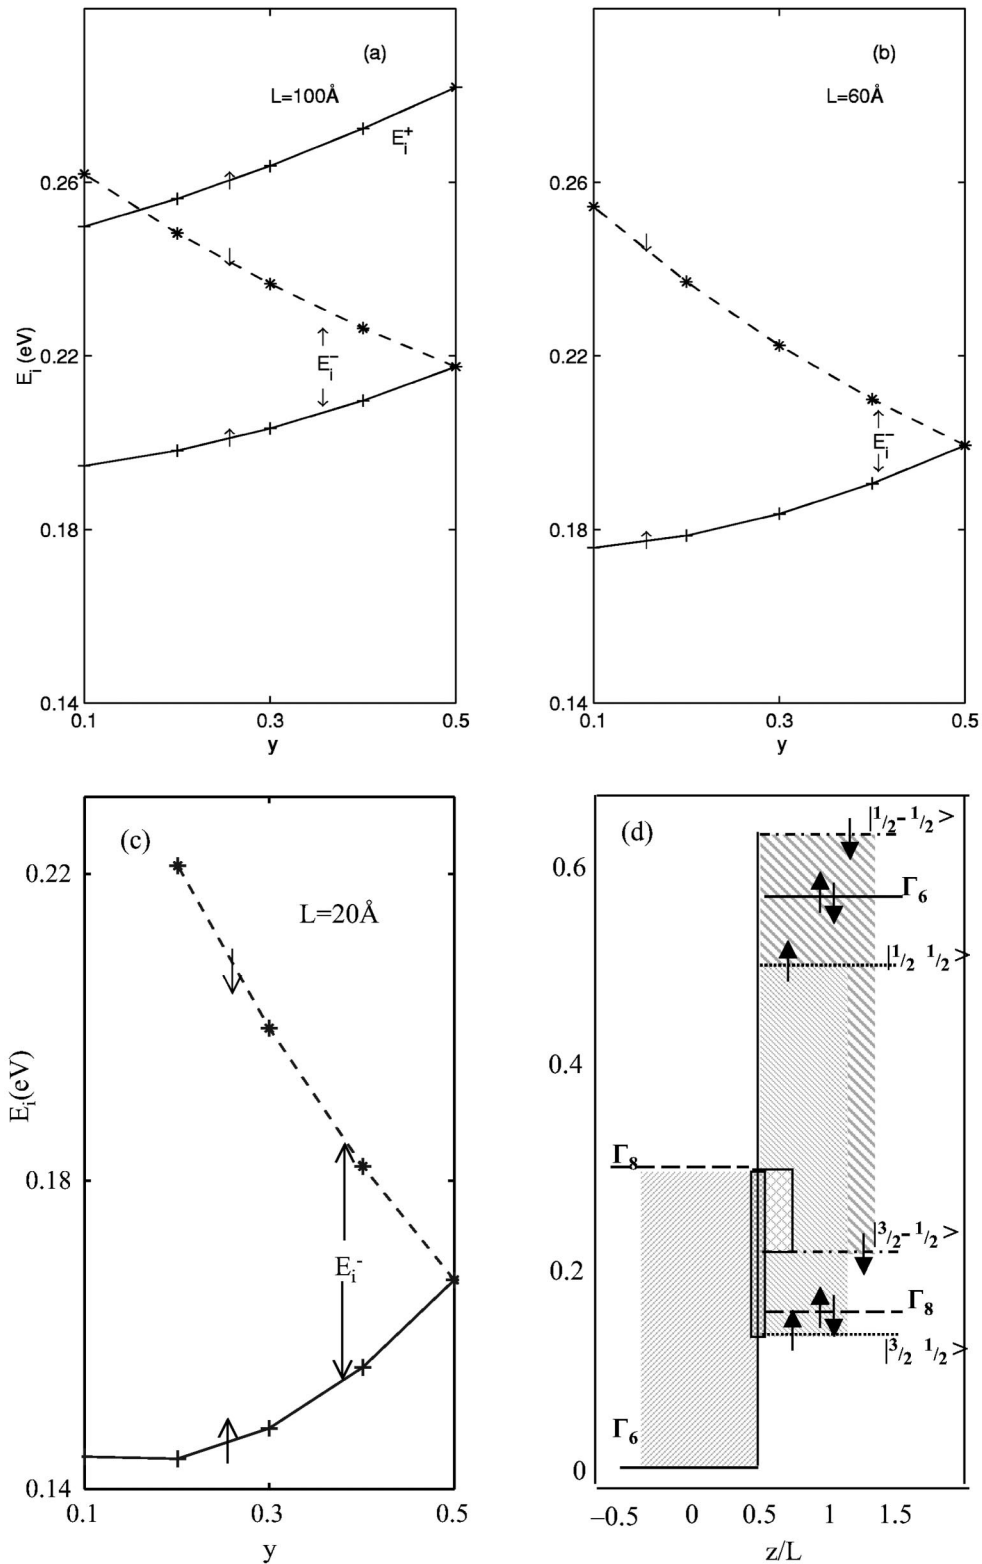 (a)
L=100Å
E_i^+
0.26
E_i (eV)
0.22
E_i^-
0.18
0.14
0.1 0.3 0.5
y
(b)
L=60Å
0.26
0.22
E_i^-
0.18
0.14
0.1 0.3 0.5
y
(c)
0.22
L=20Å
E_i(eV)
0.18
E_i^-
0.14
0.1 0.3 0.5
y
(d)
|1/2 -1/2>
0.6
Γ6
|1/2 1/2>
0.4
Γ8
|3/2 -1/2>
0.2
Γ8
|3/2 1/2>
Γ6
0
−0.5 0 0.5 1 1.5
z/L